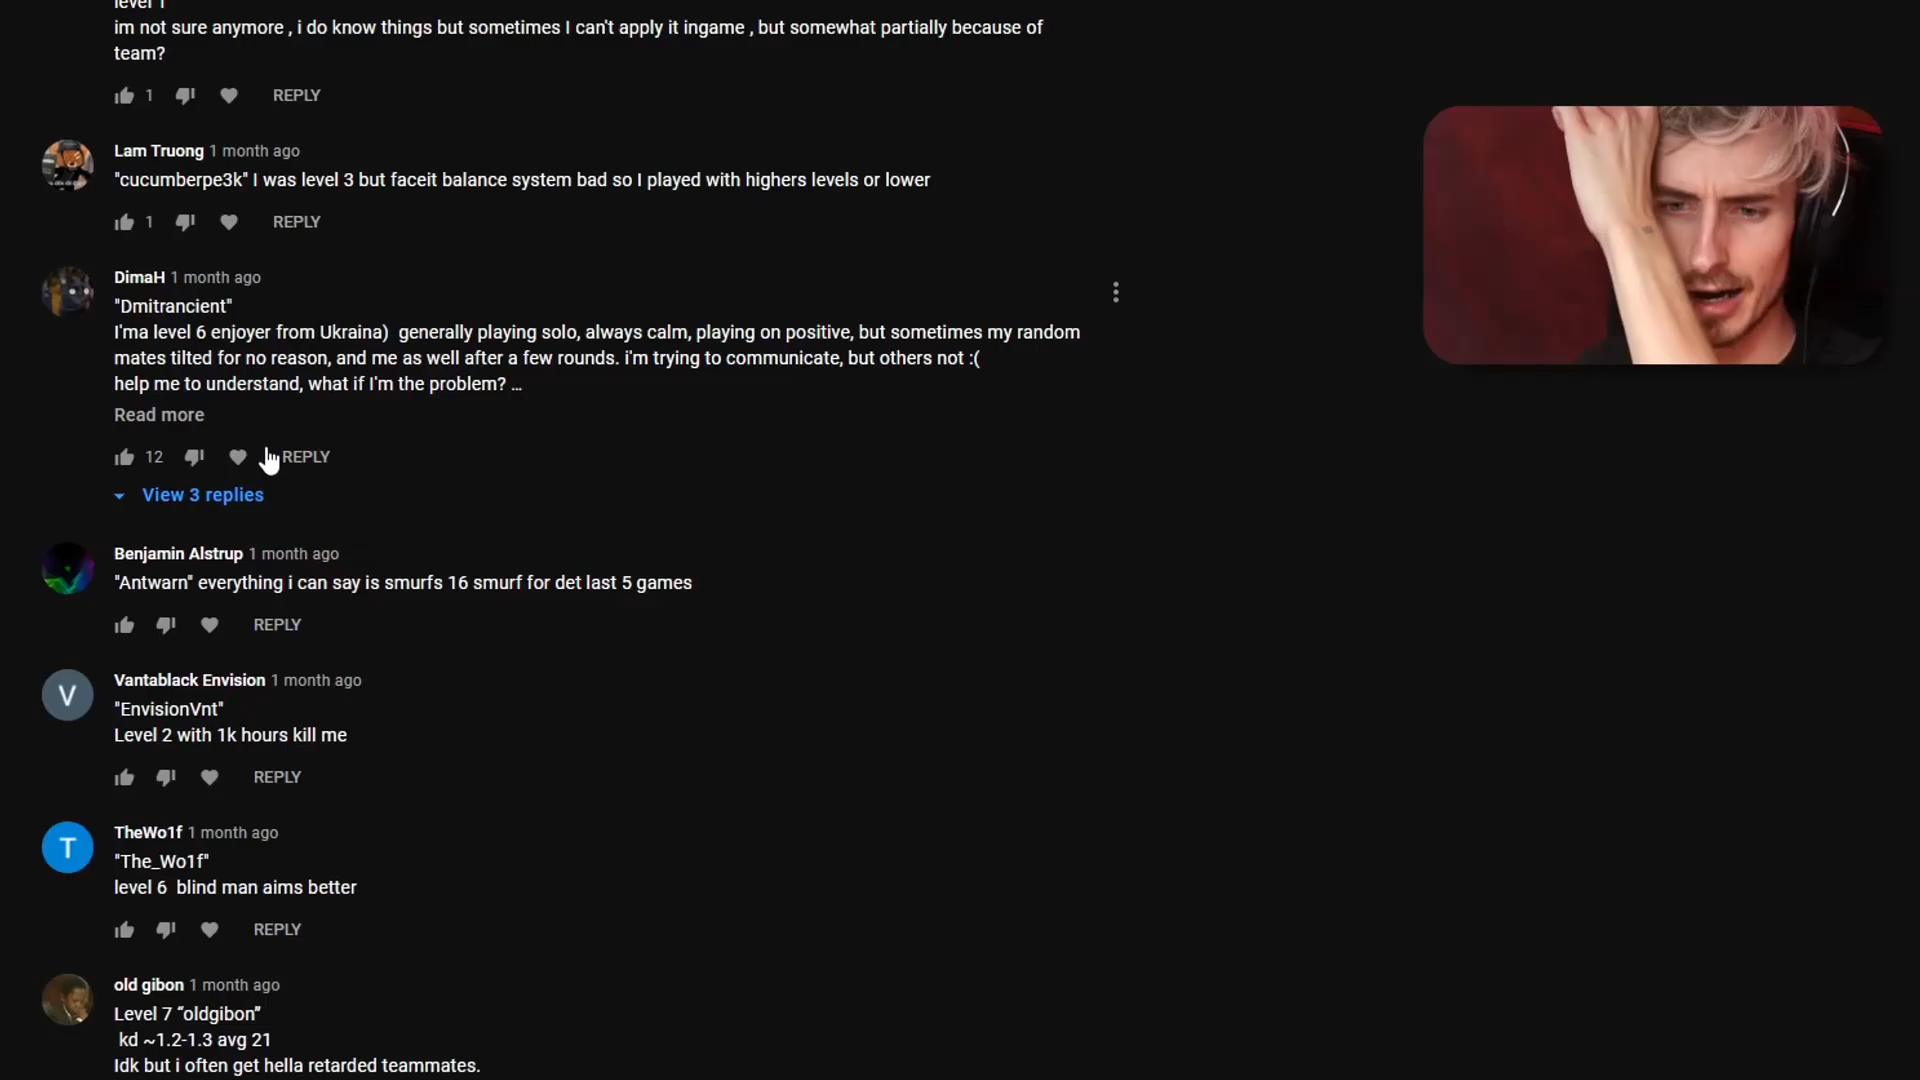 level 1
im not sure anymore , i do know things but sometimes I can't apply it ingame , but somewhat partially because of
team?
1 REPLY
Lam Truong 1 month ago
"cucumberpe3k" I was level 3 but faceit balance system bad so I played with highers levels or lower
1 REPLY
DimaH 1 month ago
"Dmitrancient"
I'ma level 6 enjoyer from Ukraina)  generally playing solo, always calm, playing on positive, but sometimes my random
mates tilted for no reason, and me as well after a few rounds. i'm trying to communicate, but others not :(
help me to understand, what if I'm the problem? ...
Read more
12 REPLY
View 3 replies
Benjamin Alstrup 1 month ago
"Antwarn" everything i can say is smurfs 16 smurf for det last 5 games
REPLY
V
Vantablack Envision 1 month ago
"EnvisionVnt"
Level 2 with 1k hours kill me
REPLY
T
TheWo1f 1 month ago
"The_Wo1f"
level 6  blind man aims better
REPLY
old gibon 1 month ago
Level 7 "oldgibon"
kd ~1.2-1.3 avg 21
Idk but i often get hella retarded teammates.